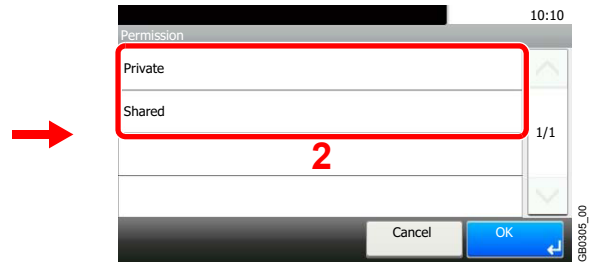 10:10
Permission
Private
Shared
1/1
2
Cancel
OK
GB0305_00